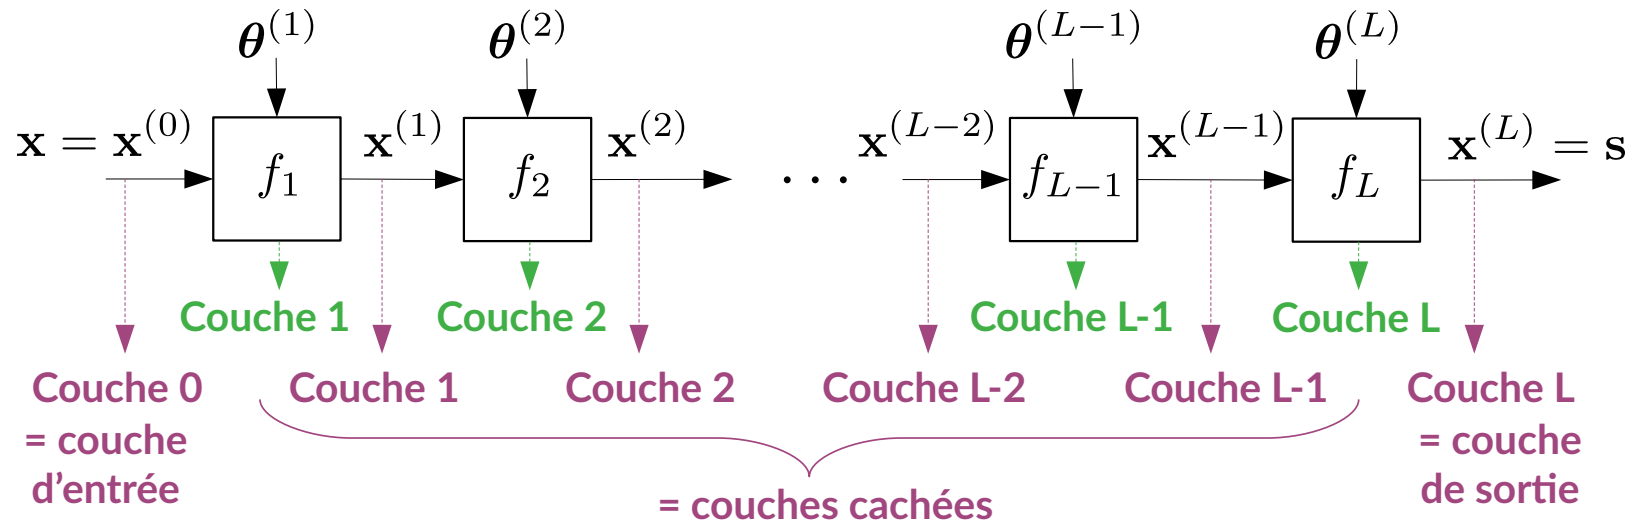 θ^(1) θ^(2) θ^(L−1) θ^(L)
x = x^(0) f_1 x^(1) f_2 x^(2) ··· x^(L−2) f_{L−1} x^(L−1) f_L x^(L) = s
Couche 1 Couche 2 Couche L-1 Couche L
Couche 0 Couche 1 Couche 2 Couche L-2 Couche L-1 Couche L
= couche = couche
d’entrée de sortie
= couches cachées